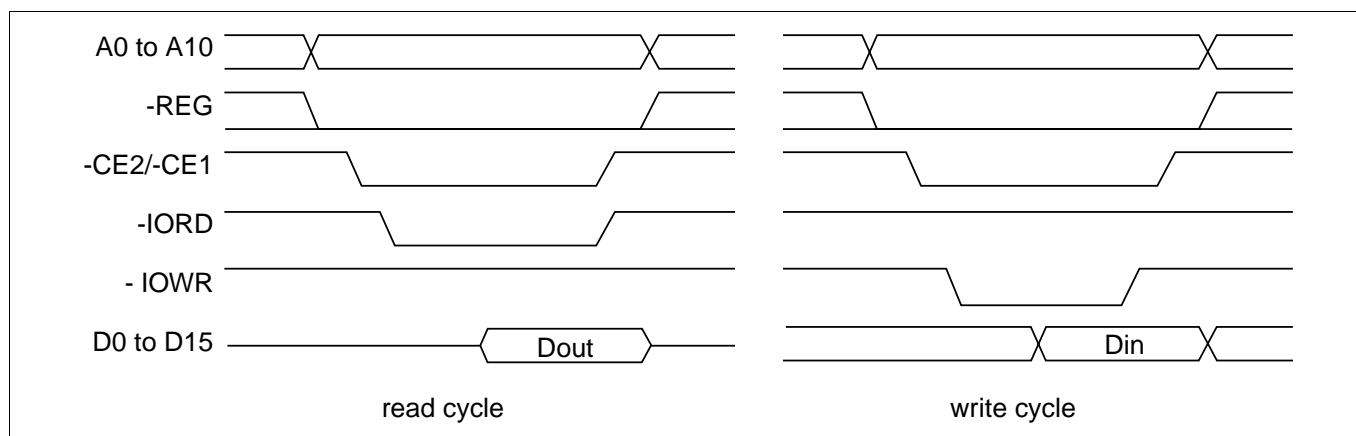 A0 to A10
-REG
-CE2/-CE1
-IORD
- IOWR
D0 to D15
Dout
Din
read cycle
write cycle